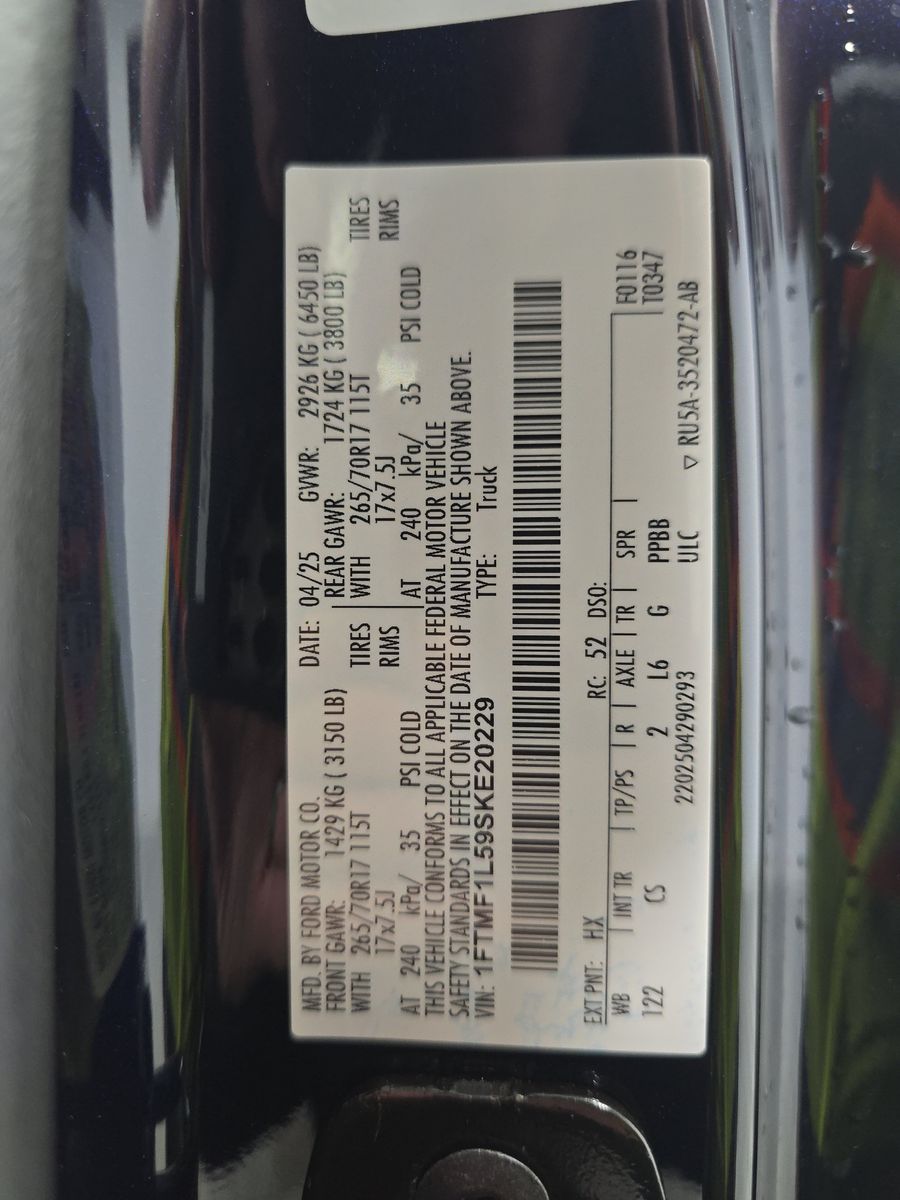 MFD. BY FORD MOTOR CO. DATE: 04/25 GVWR: 2926 KG ( 6450 LB)
FRONT GAWR: 1429 KG ( 3150 LB) REAR GAWR: 1724 KG ( 3800 LB)
WITH 265/70R17 115T TIRES WITH 265/70R17 115T TIRES
17x7.5J RIMS 17x7.5J RIMS
AT 240 kPa/ 35 PSI COLD AT 240 kPa/ 35 PSI COLD
THIS VEHICLE CONFORMS TO ALL APPLICABLE FEDERAL MOTOR VEHICLE
SAFETY STANDARDS IN EFFECT ON THE DATE OF MANUFACTURE SHOWN ABOVE.
VIN: 1FTMF1L59SKE20229 TYPE: Truck
EXT PNT: HX RC: 52 DSO:
WB INT TR TP/PS R AXLE TR SPR F0116
122 CS 2 L6 G PPBB T0347
2202504290293 ULC ▽ RU5A-3520472-AB